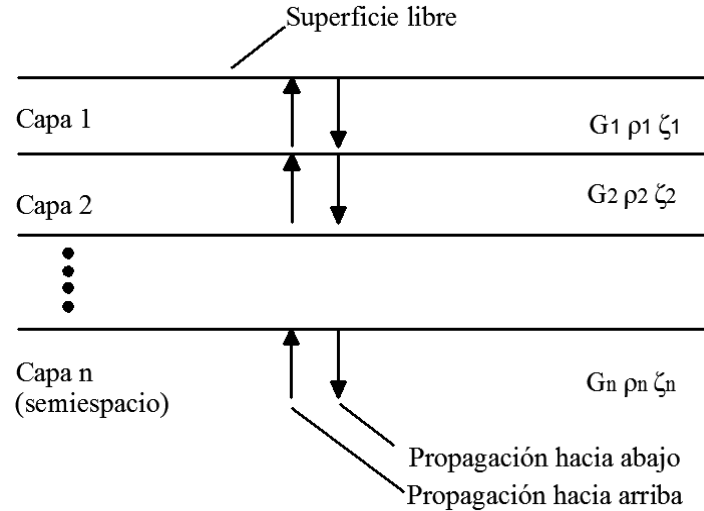 Superficie libre
Capa 1
G1 ρ1 ζ1
Capa 2
G2 ρ2 ζ2
Capa n
(semiespacio)
Gn ρn ζn
Propagación hacia abajo
Propagación hacia arriba